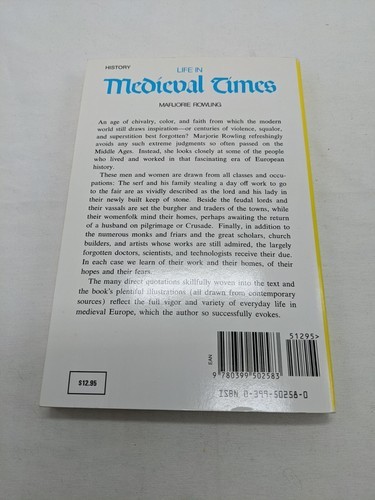 HISTORY
LIFE IN
Medieval Times
MARJORIE ROWLING
An age of chivalry, color, and faith from which the modern
world still draws inspiration—or centuries of violence, squalor,
and superstition best forgotten? Marjorie Rowling refreshingly
avoids any such extreme judgments so often passed on the
Middle Ages. Instead, she looks closely at some of the people
who lived and worked in that fascinating era of European
history.
These men and women are drawn from all classes and occu-
pations: The serf and his family stealing a day off work to go
to the fair are as vividly described as the lord and his lady in
their newly built keep of stone. Beside the feudal lords and
their vassals are set the burgher and traders of the towns, while
their womenfolk mind their homes, perhaps awaiting the return
of a husband on pilgrimage or Crusade. Finally, in addition to
the numerous monks and friars and the great scholars, church
builders, and artists whose works are still admired, the largely
forgotten doctors, scientists, and technologists receive their due.
In each case we learn of their work and their homes, of their
hopes and their fears.
The many direct quotations skillfully woven into the text and
the book's plentiful illustrations (all drawn from contemporary
sources) reflect the full vigor and variety of everyday life in
medieval Europe, which the author so successfully evokes.
51295>
EAN
9 780399 502583
$12.95
ISBN 0-399-50258-0